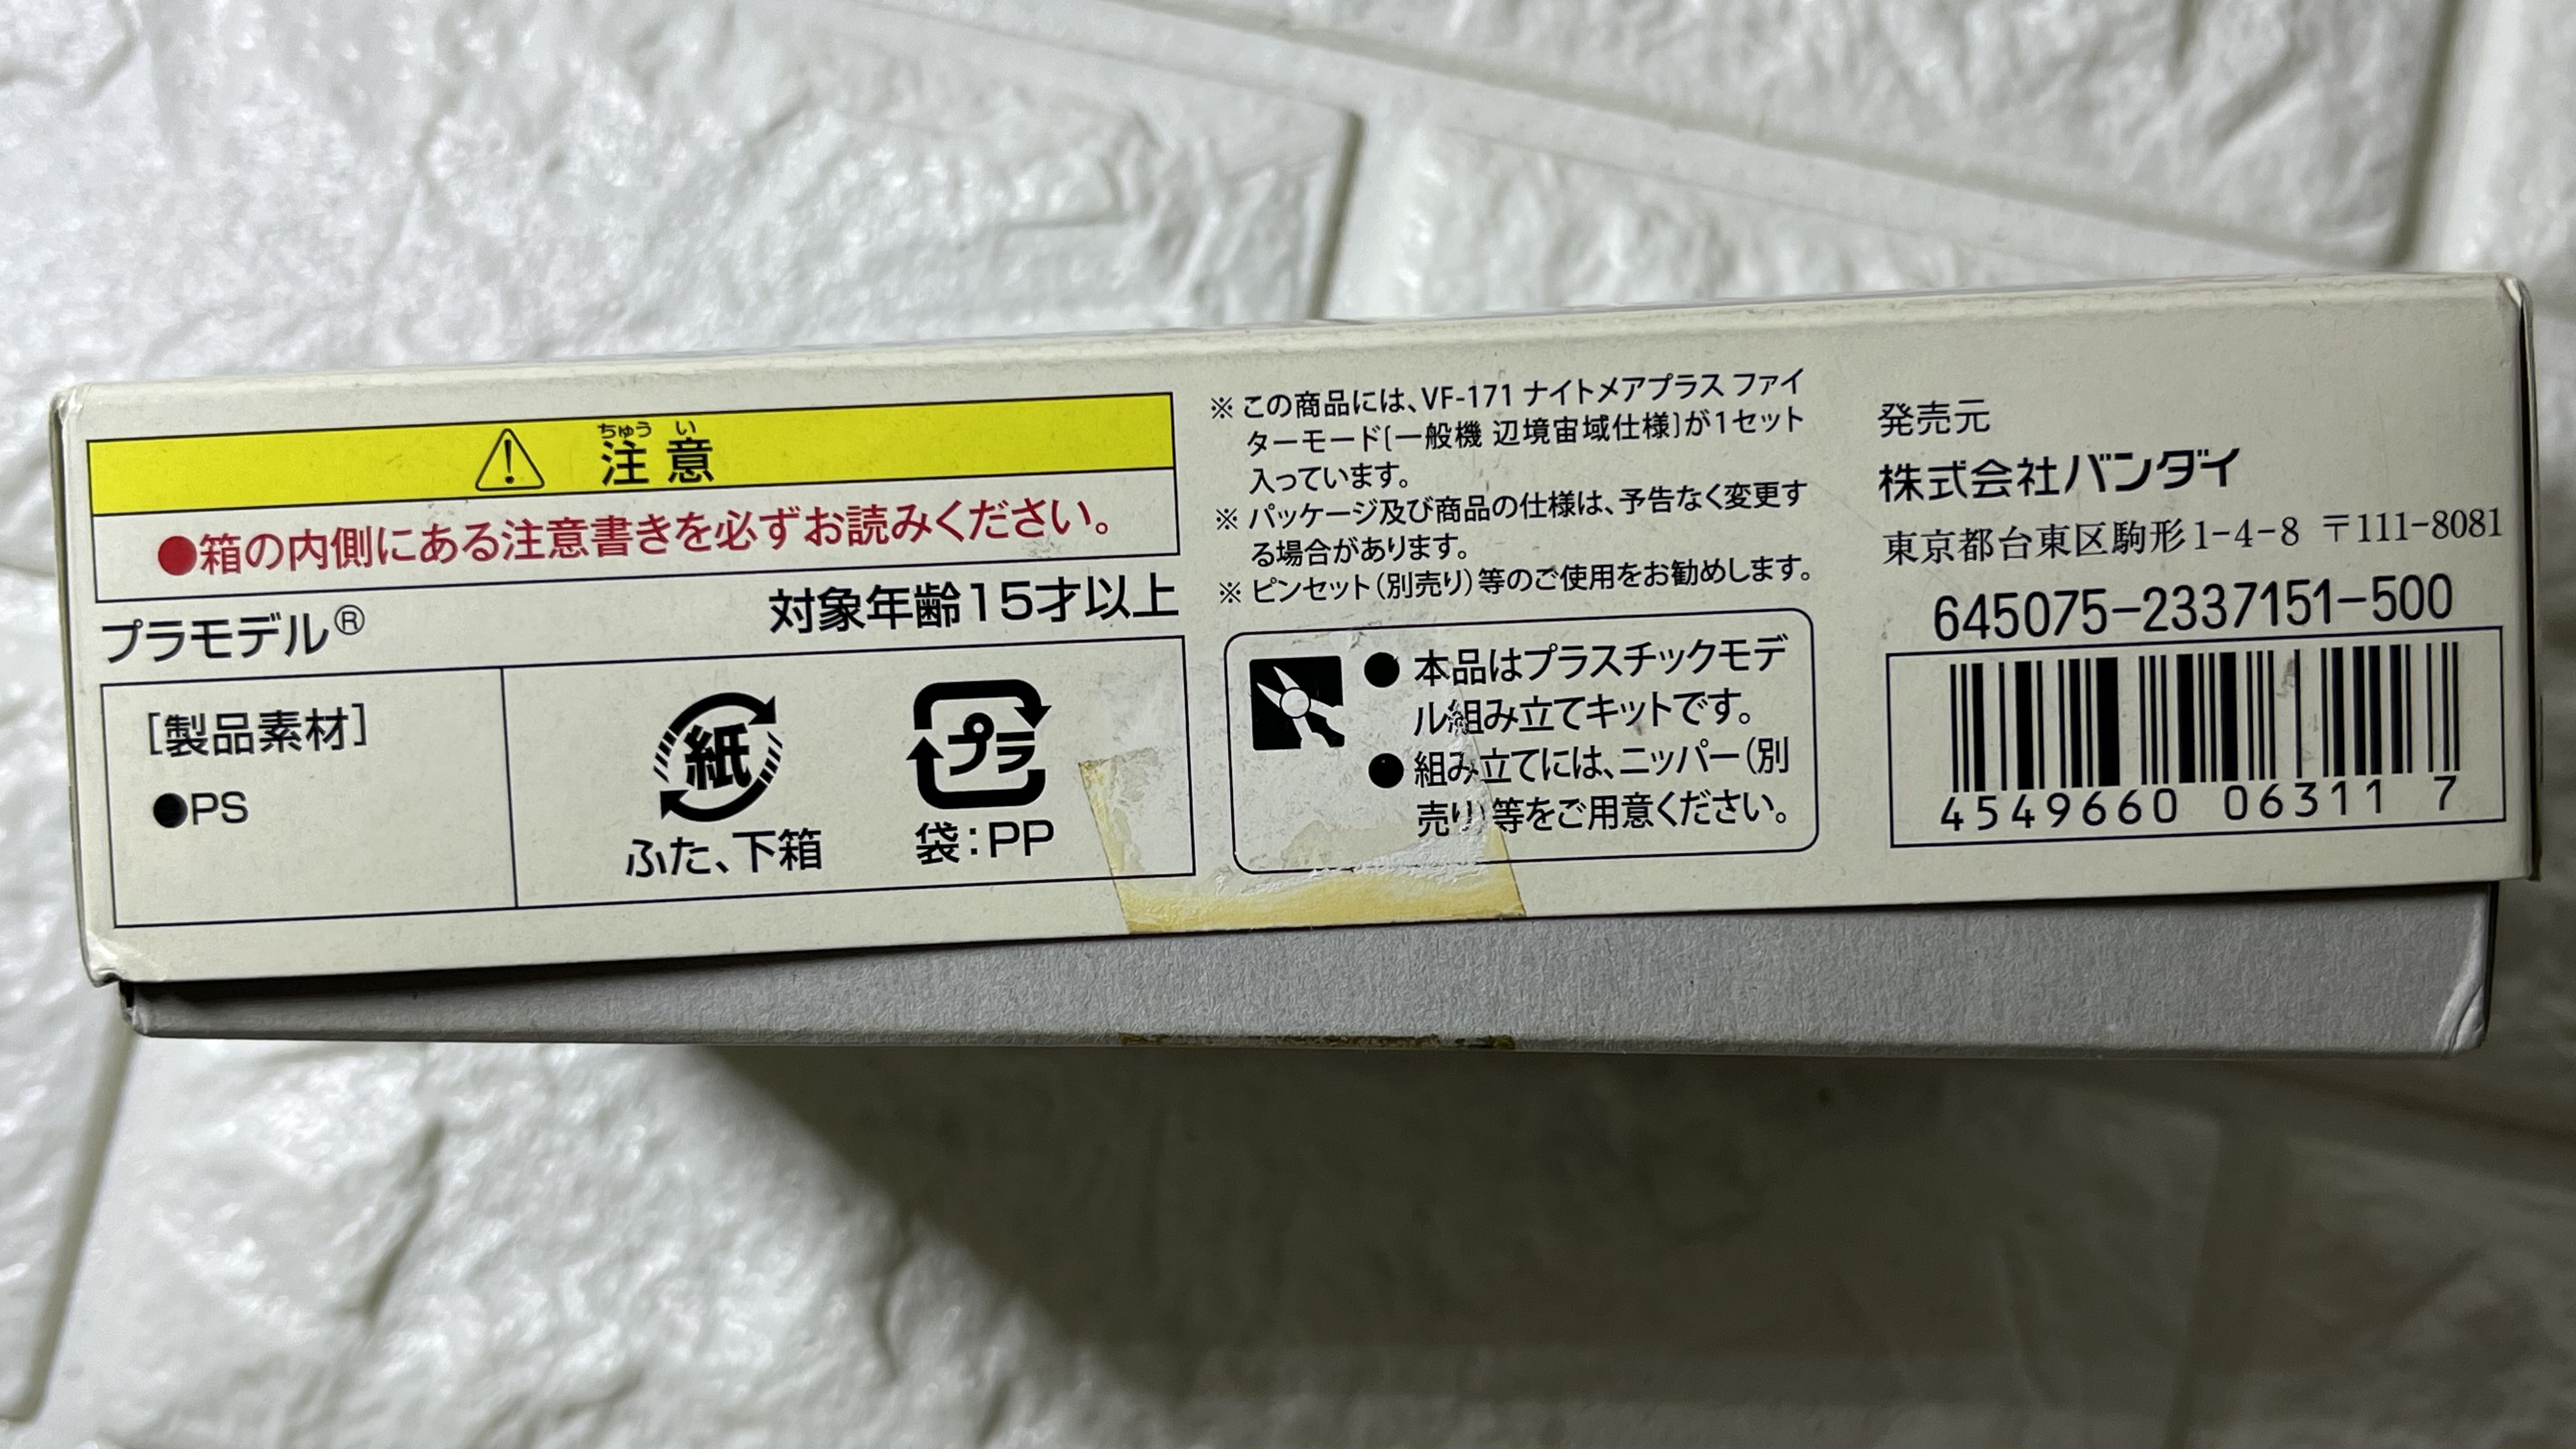 ちゅう い
注 意
●箱の内側にある注意書きを必ずお読みください。
プラモデル®
対象年齢15才以上
[製品素材]
●PS
紙
ふた、下箱
プラ
袋:PP
※ この商品には、VF-171 ナイトメアプラス ファイ
ターモード[一般機 辺境宙域仕様]が1セット
入っています。
※ パッケージ及び商品の仕様は、予告なく変更す
る場合があります。
※ ピンセット(別売り)等のご使用をお勧めします。
● 本品はプラスチックモデ
ル組み立てキットです。
● 組み立てには、ニッパー(別
売り)等をご用意ください。
発売元
株式会社バンダイ
東京都台東区駒形1-4-8 〒111-8081
645075-2337151-500
4549660 06311 7